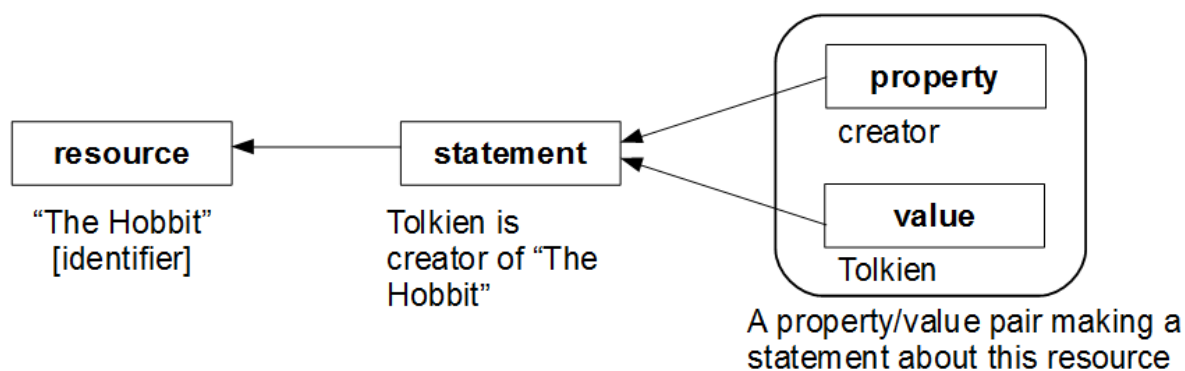 property
creator
resource
statement
value
“The Hobbit”
[identifier]
Tolkien is
creator of “The
Hobbit”
Tolkien
A property/value pair making a
statement about this resource